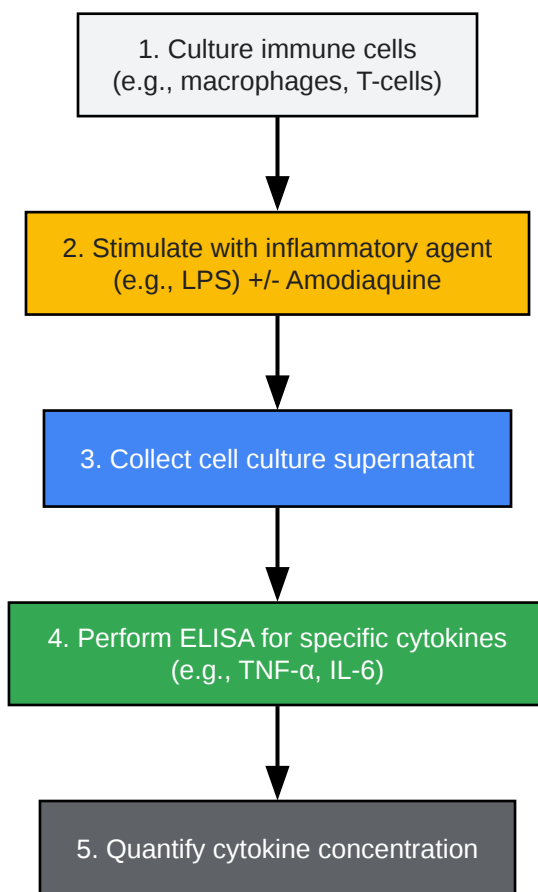 1. Culture immune cells
(e.g., macrophages, T-cells)
2. Stimulate with inflammatory agent
(e.g., LPS) +/- Amodiaquine
3. Collect cell culture supernatant
4. Perform ELISA for specific cytokines
(e.g., TNF-α, IL-6)
5. Quantify cytokine concentration